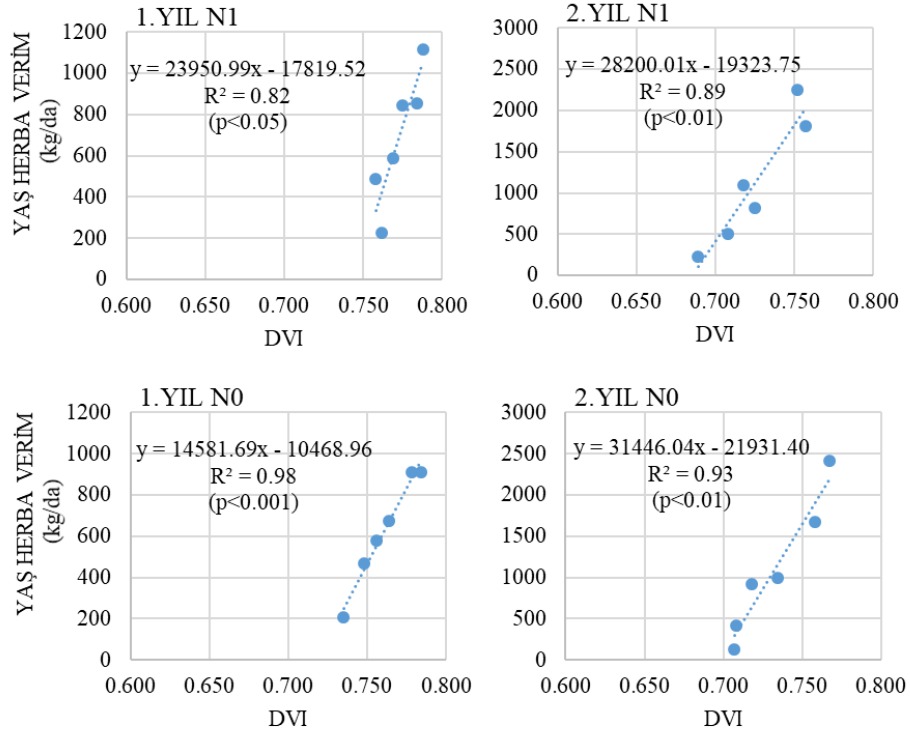 1.YIL N1
YAŞ HERBA VERİM
(kg/da)
1200
1000
800
600
400
200
0
y = 23950.99x - 17819.52
R² = 0.82
(p<0.05)
0.600 0.650 0.700 0.750 0.800
DVI
2.YIL N1
3000
2500
2000
1500
1000
500
0
y = 28200.01x - 19323.75
R² = 0.89
(p<0.01)
0.600 0.650 0.700 0.750 0.800
DVI
1.YIL N0
YAŞ HERBA VERİM
(kg/da)
1200
1000
800
600
400
200
0
y = 14581.69x - 10468.96
R² = 0.98
(p<0.001)
0.600 0.650 0.700 0.750 0.800
DVI
2.YIL N0
3000
2500
2000
1500
1000
500
0
y = 31446.04x - 21931.40
R² = 0.93
(p<0.01)
0.600 0.650 0.700 0.750 0.800
DVI